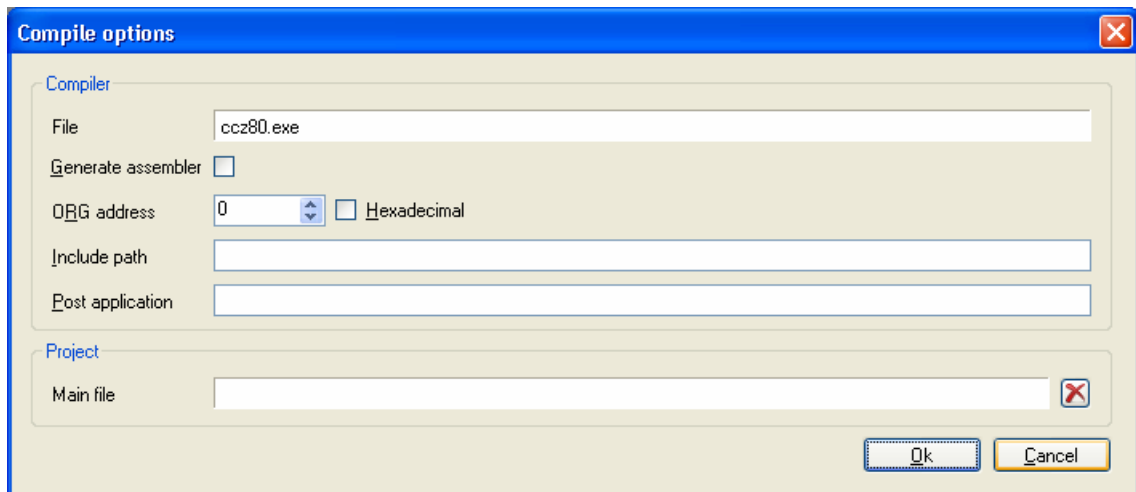 Compile options
Compiler
File
ccz80.exe
Generate assembler
ORG address
0
Hexadecimal
Include path
Post application
Project
Main file
Ok
Cancel